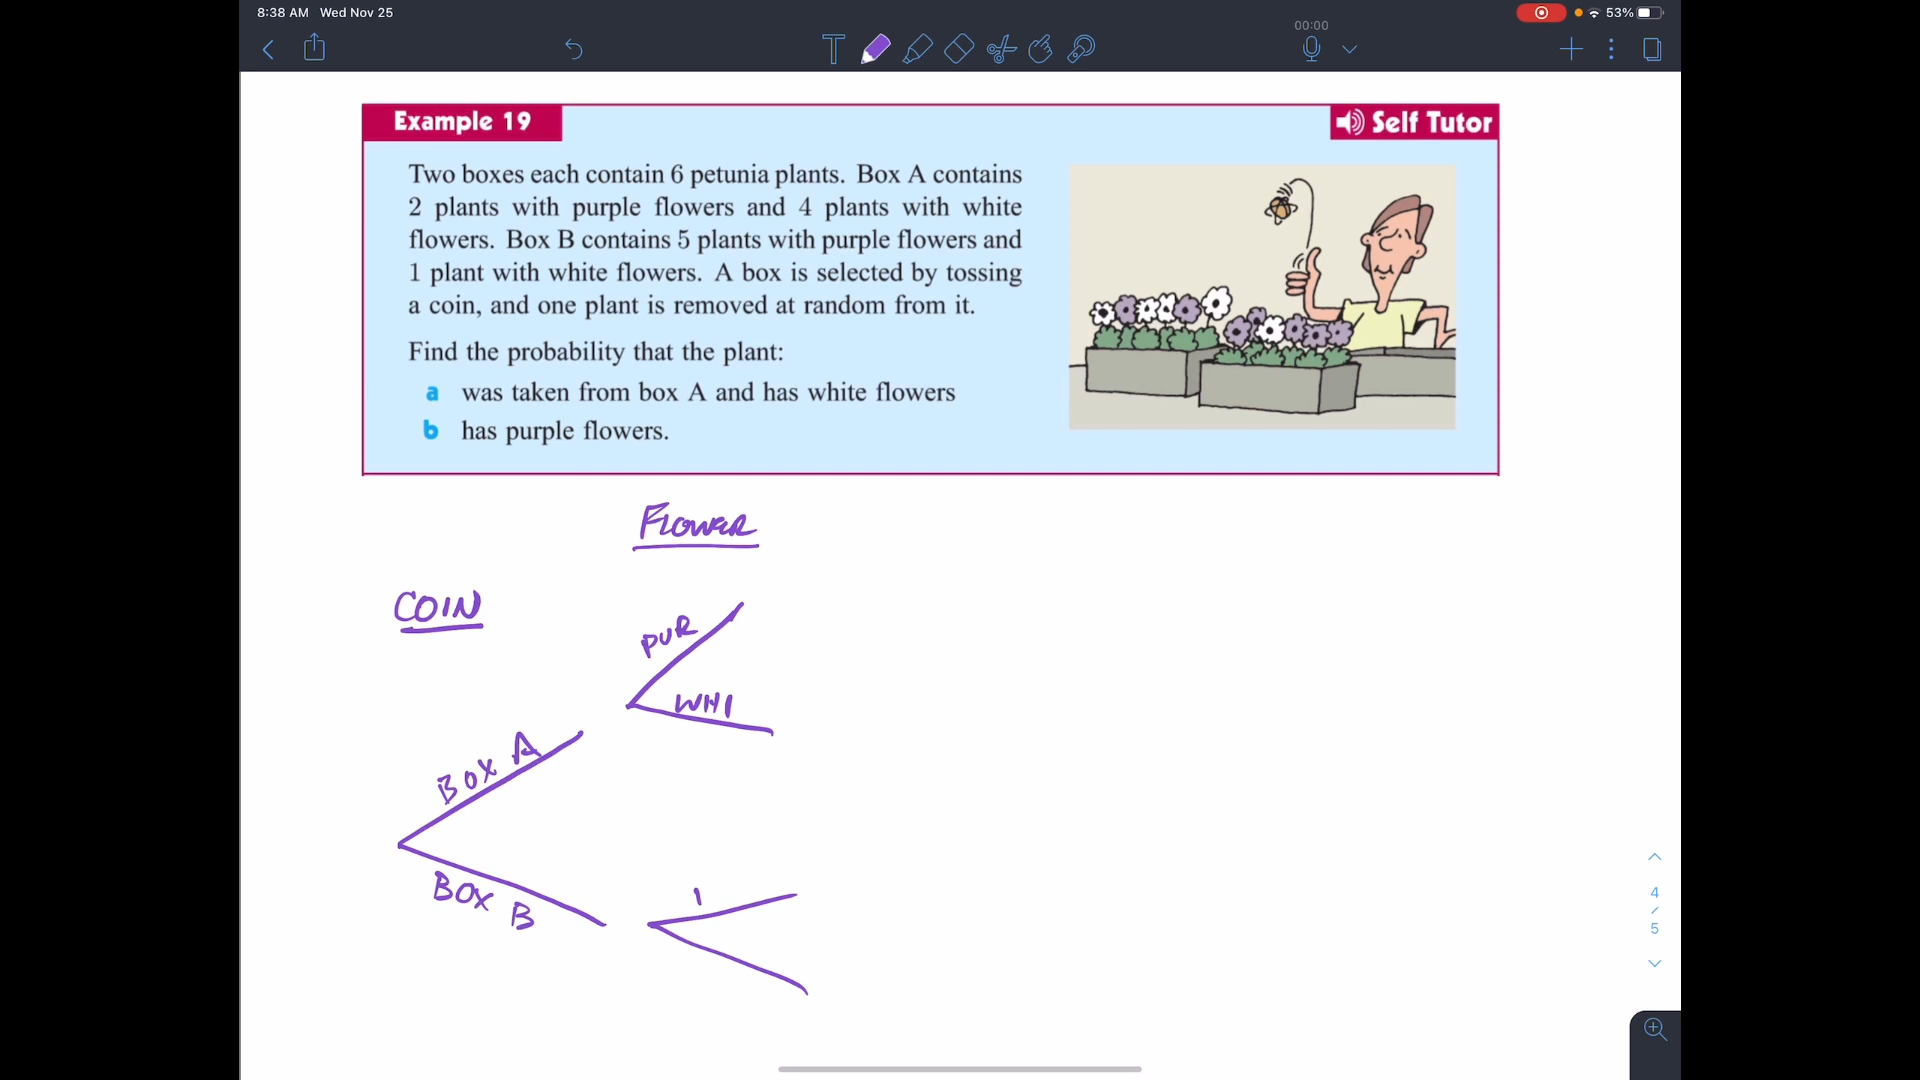 8:38 AM Wed Nov 25
53%
00:00
Example 19
Self Tutor
Two boxes each contain 6 petunia plants. Box A contains
2 plants with purple flowers and 4 plants with white
flowers. Box B contains 5 plants with purple flowers and
1 plant with white flowers. A box is selected by tossing
a coin, and one plant is removed at random from it.
Find the probability that the plant:
a was taken from box A and has white flowers
b has purple flowers.
FLOWER
COIN
PUR
WHI
BOX A
BOX B
4
/
5